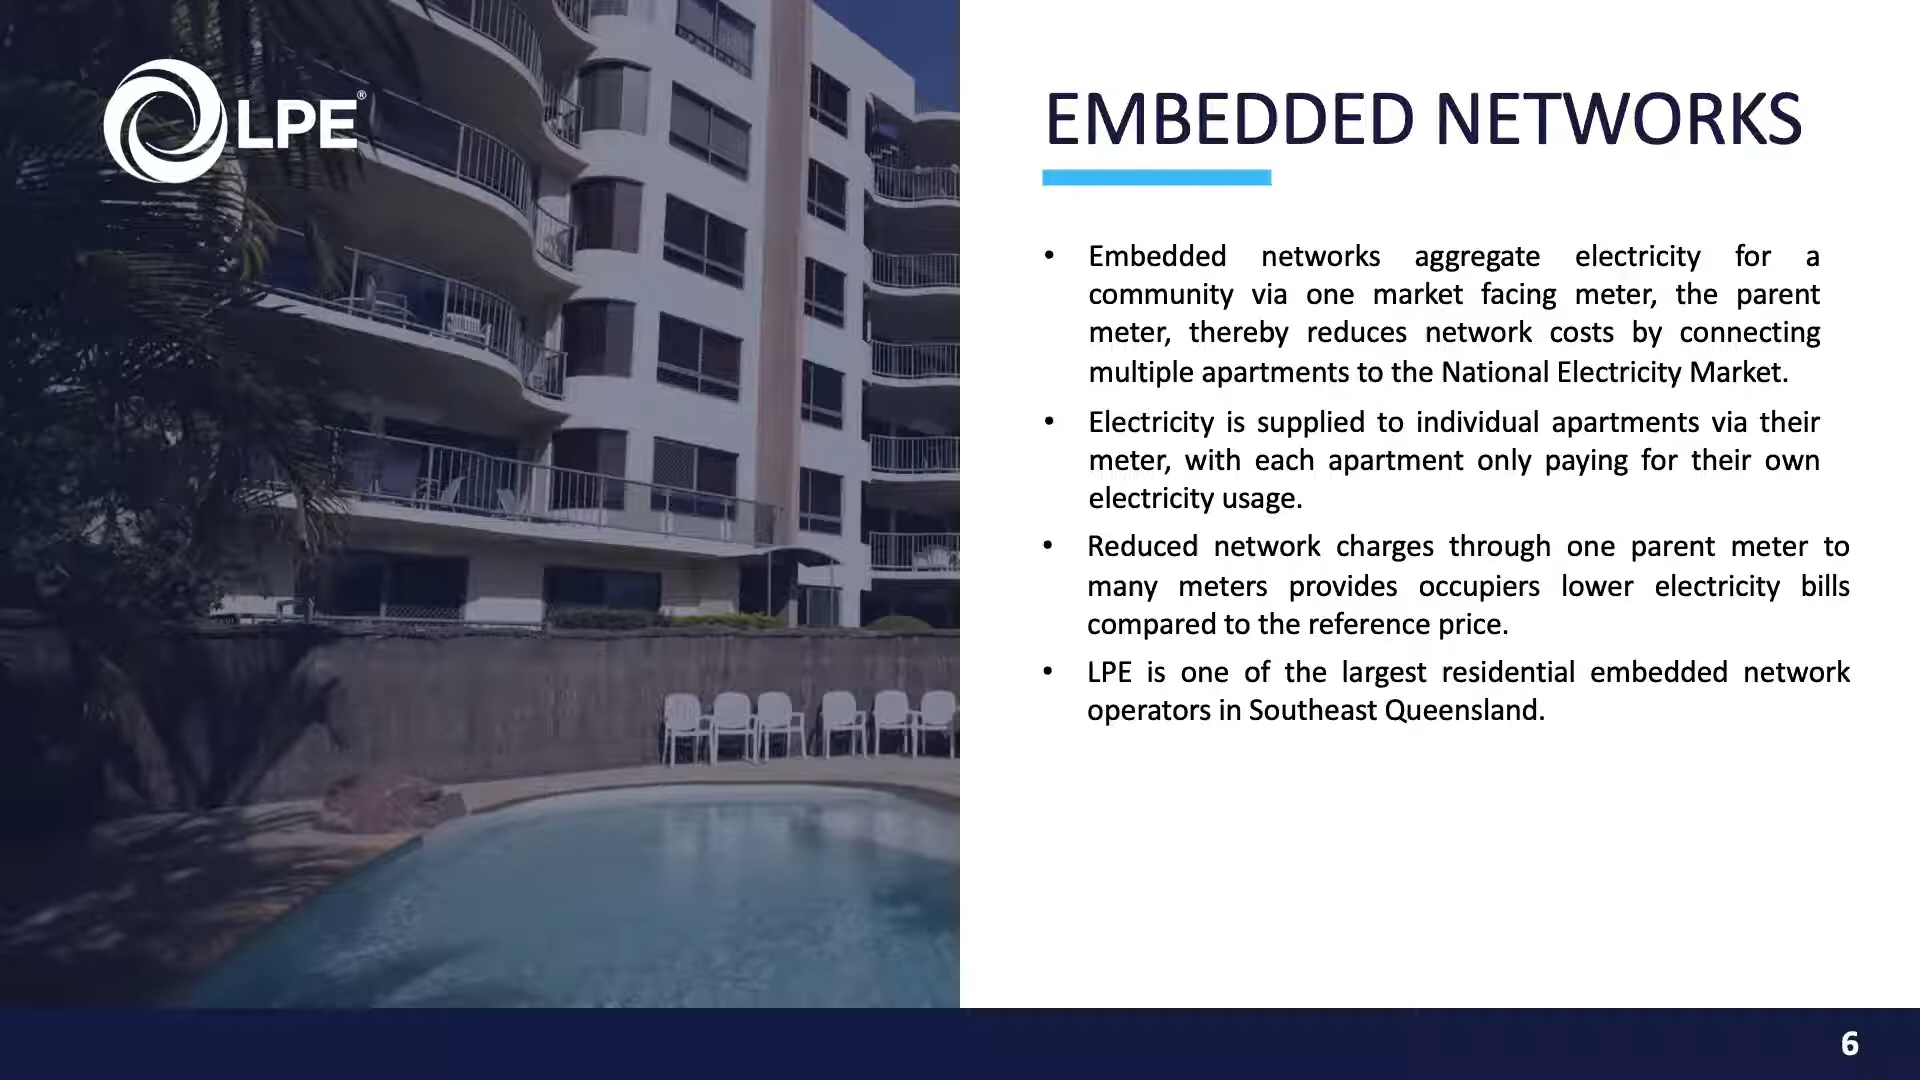 LPE®
EMBEDDED NETWORKS
• Embedded networks aggregate electricity for a
community via one market facing meter, the parent
meter, thereby reduces network costs by connecting
multiple apartments to the National Electricity Market.
• Electricity is supplied to individual apartments via their
meter, with each apartment only paying for their own
electricity usage.
• Reduced network charges through one parent meter to
many meters provides occupiers lower electricity bills
compared to the reference price.
• LPE is one of the largest residential embedded network
operators in Southeast Queensland.
6